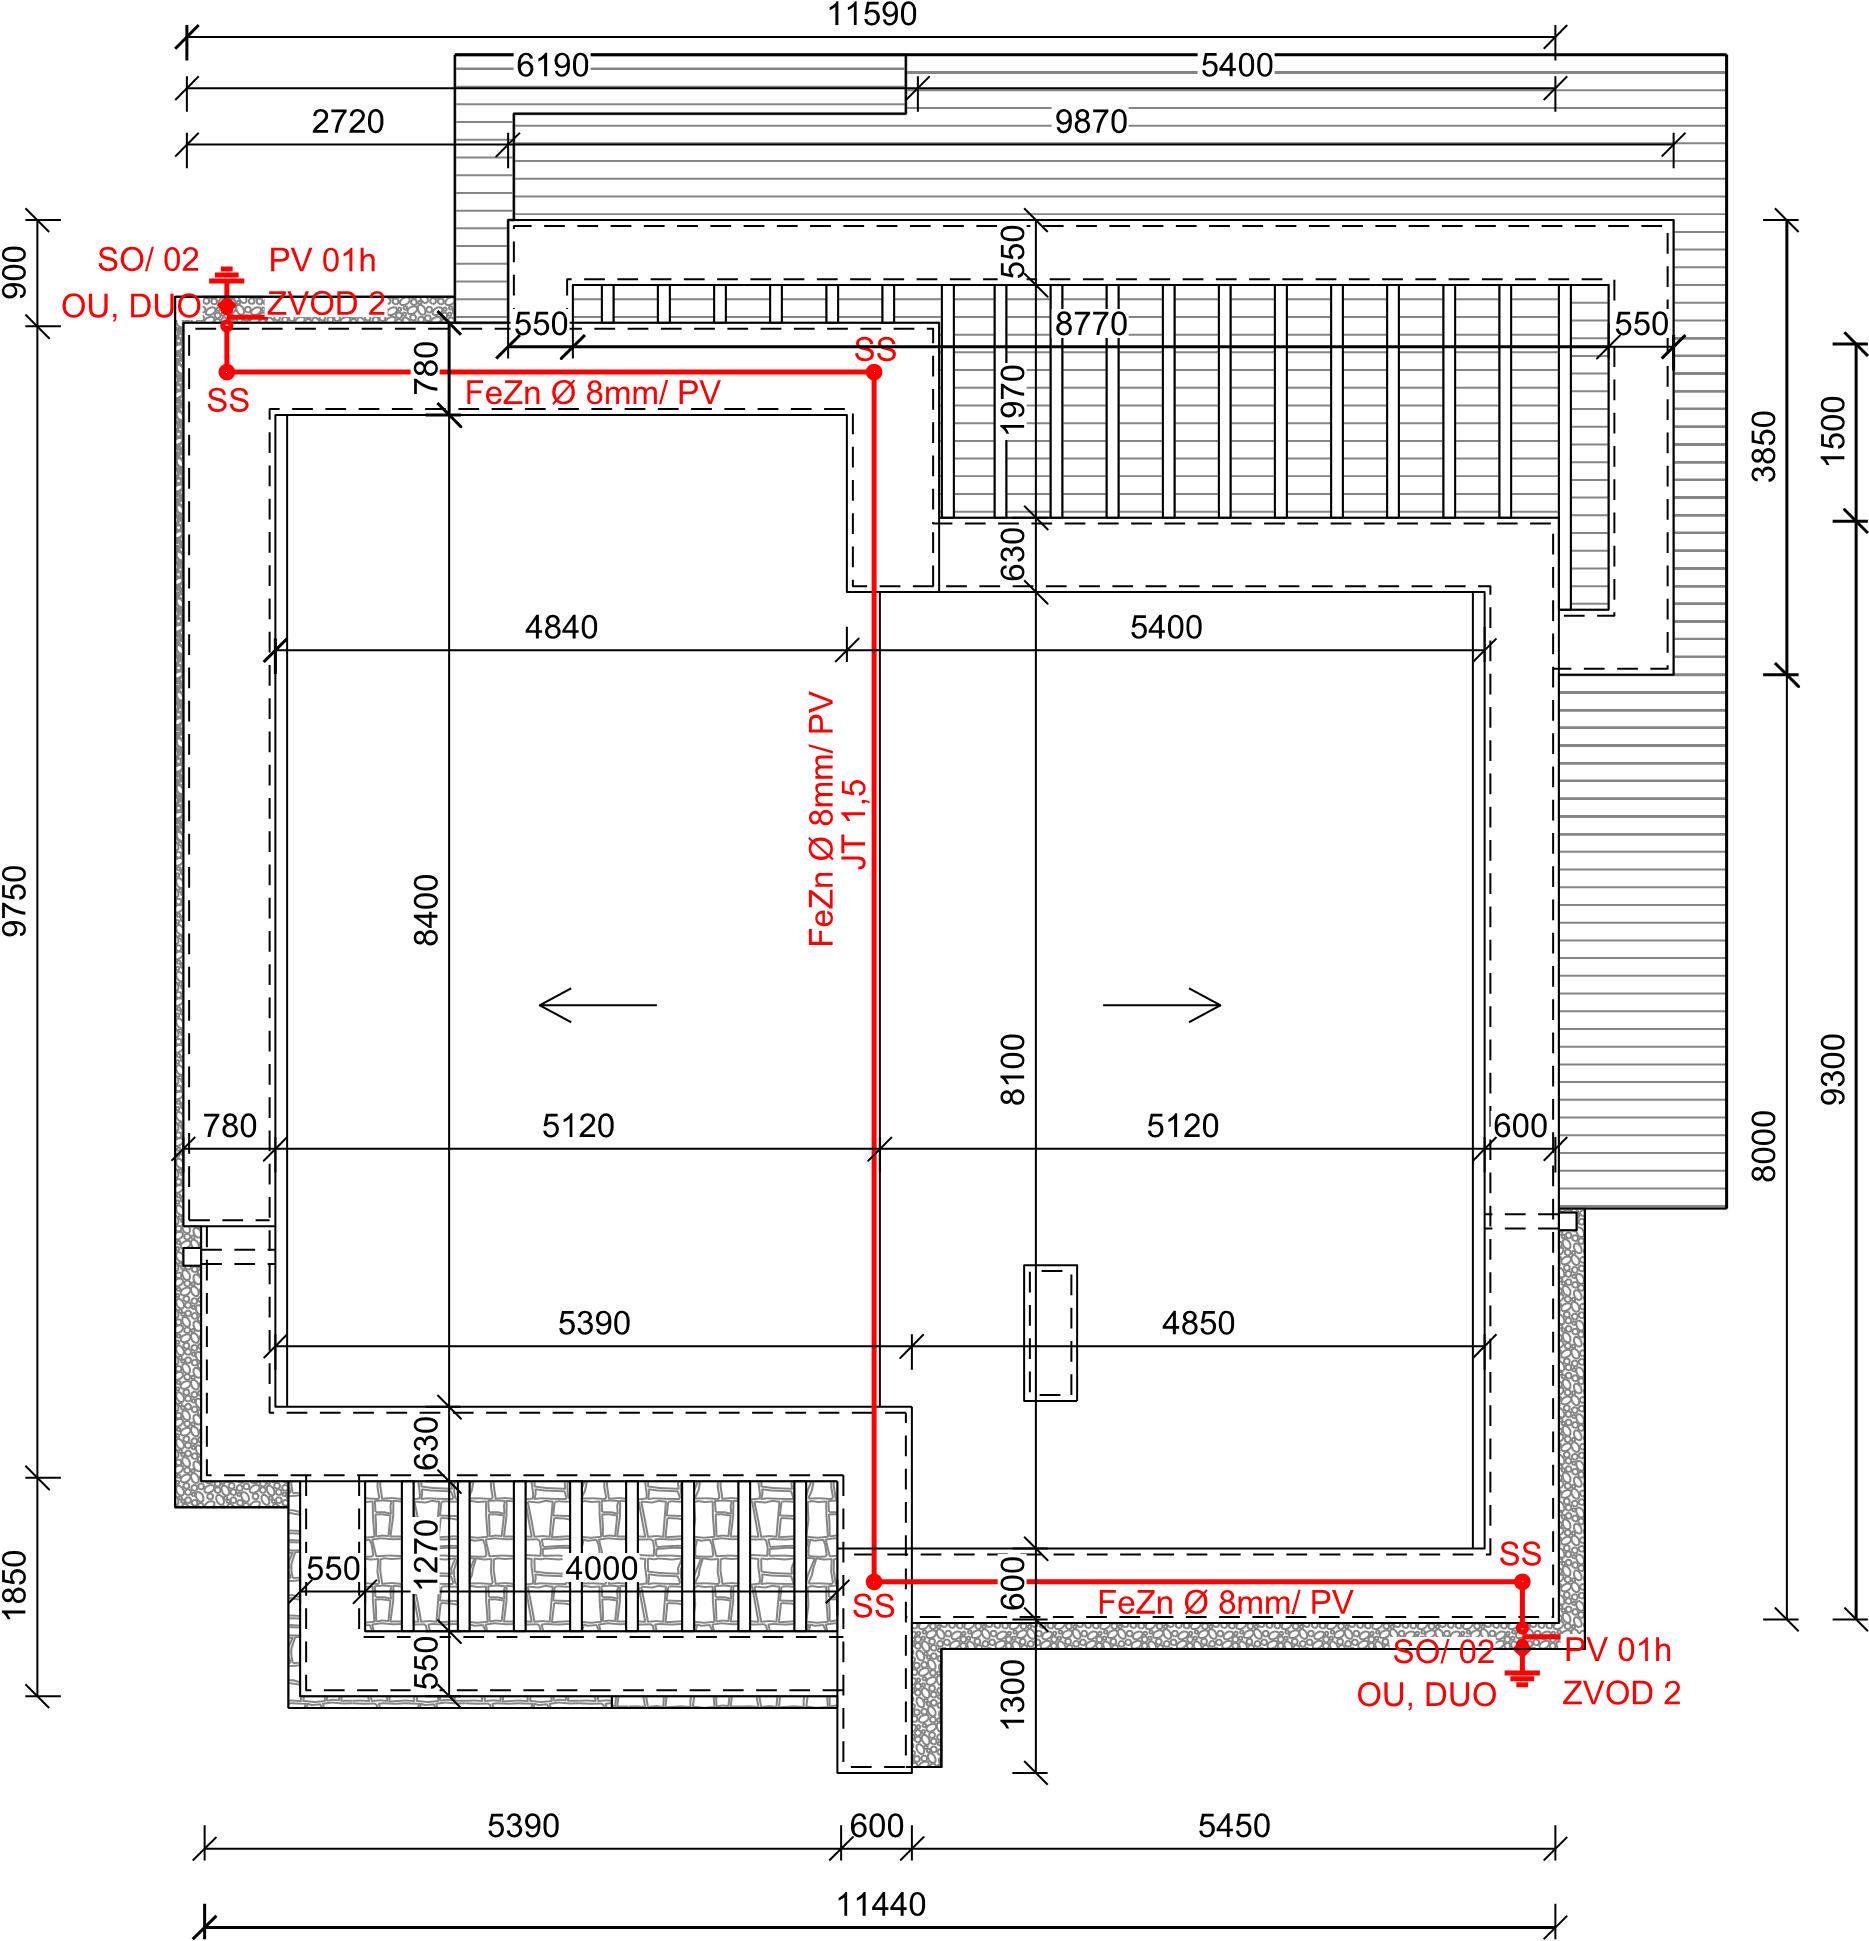 11590
6190
5400
2720
9870
900
SO/ 02
PV 01h
OU, DUO
ZVOD 2
550
550
8770
550
SS
780
FeZn Ø 8mm/ PV
SS
1970
3850
1500
630
4840
5400
FeZn Ø 8mm/ PV
JT 1,5
9750
8400
8100
9300
780
5120
5120
600
8000
5390
4850
630
1270
550
4000
600
SS
SS
FeZn Ø 8mm/ PV
1850
550
1300
SO/ 02
PV 01h
OU, DUO
ZVOD 2
5390
600
5450
11440